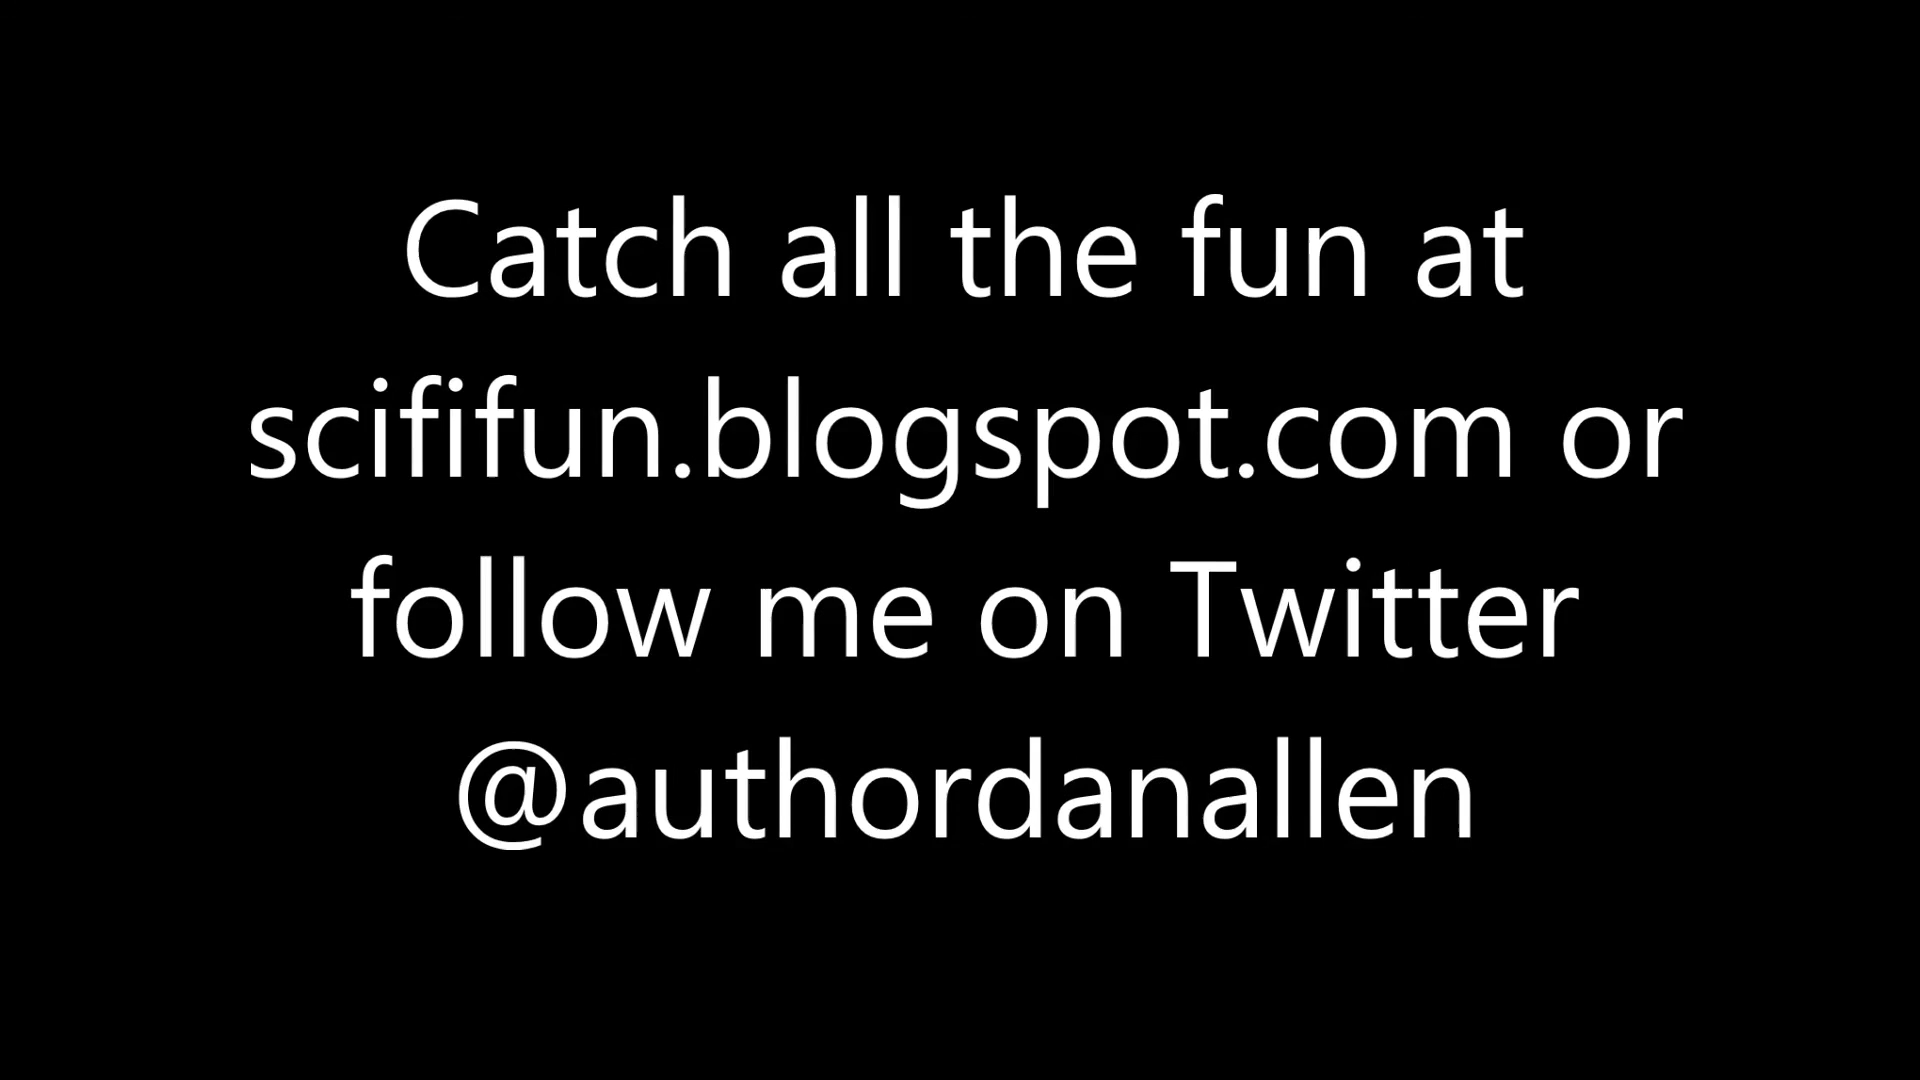 Catch all the fun at
scififun.blogspot.com or
follow me on Twitter
@authordanallen